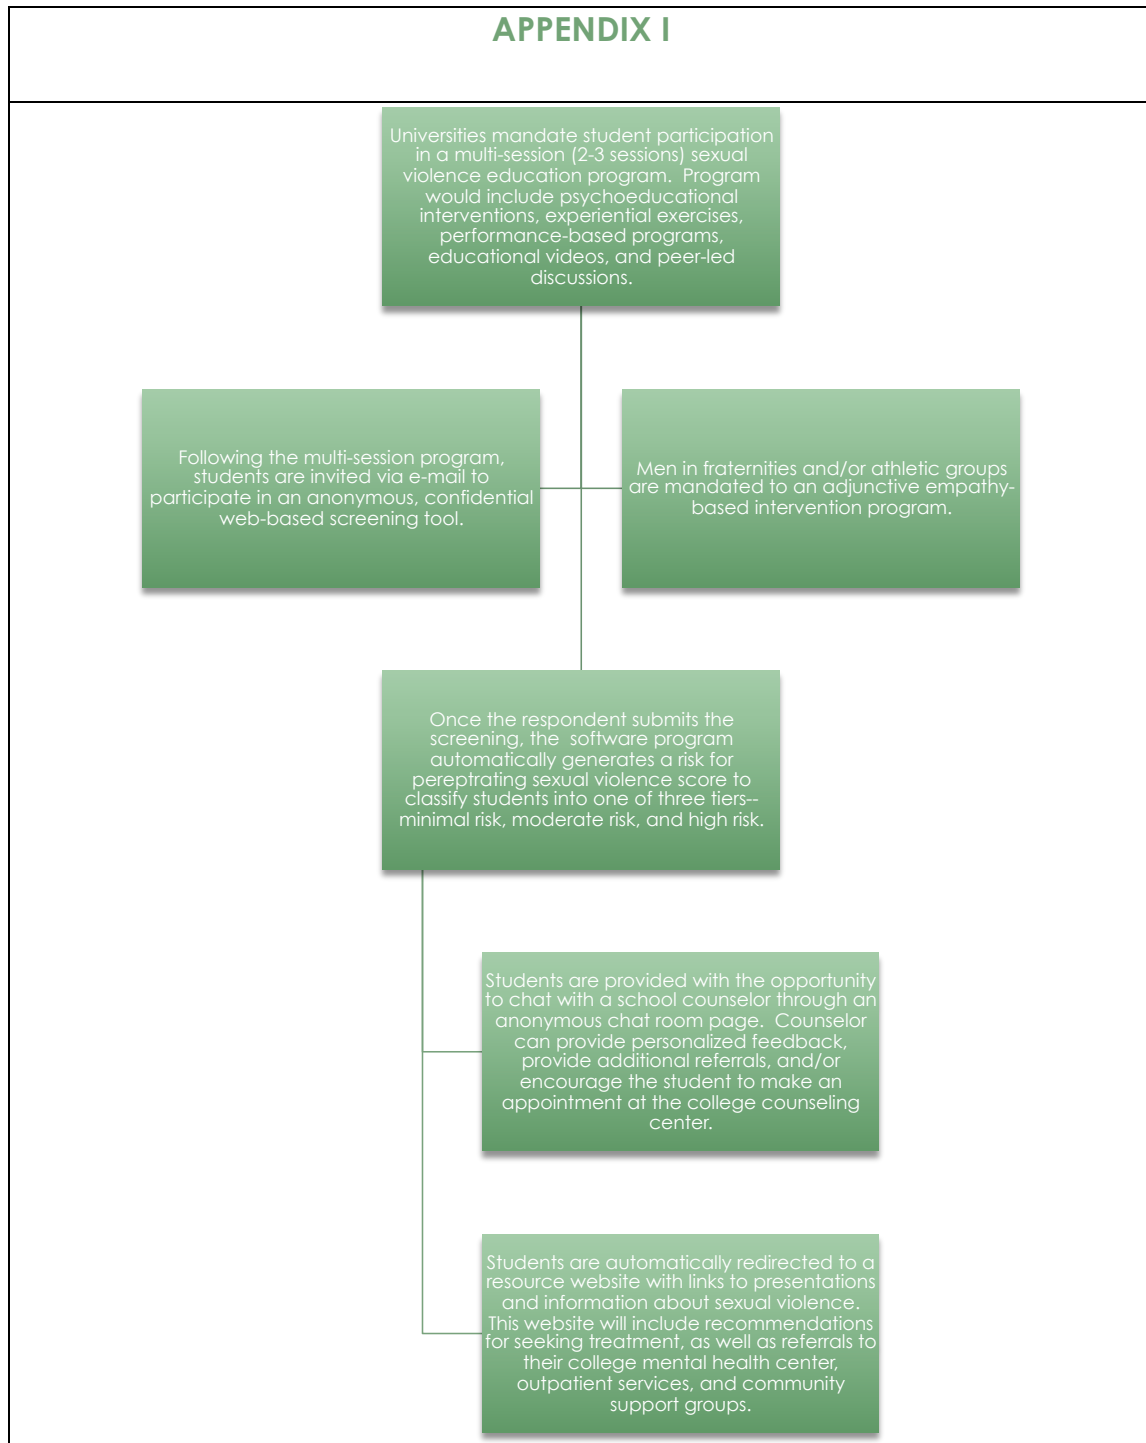 APPENDIX I
Universities mandate student participation
in a multi-session (2-3 sessions) sexual
violence education program.  Program
would include psychoeducational
interventions, experiential exercises,
performance-based programs,
educational videos, and peer-led
discussions.
Following the multi-session program,
students are invited via e-mail to
participate in an anonymous, confidential
web-based screening tool.
Men in fraternities and/or athletic groups
are mandated to an adjunctive empathy-
based intervention program.
Once the respondent submits the
screening, the  software program
automatically generates a risk for
pereptrating sexual violence score to
classify students into one of three tiers--
minimal risk, moderate risk, and high risk.
Students are provided with the opportunity
to chat with a school counselor through an
anonymous chat room page.  Counselor
can provide personalized feedback,
provide additional referrals, and/or
encourage the student to make an
appointment at the college counseling
center.
Students are automatically redirected to a
resource website with links to presentations
and information about sexual violence.
This website will include recommendations
for seeking treatment, as well as referrals to
their college mental health center,
outpatient services, and community
support groups.